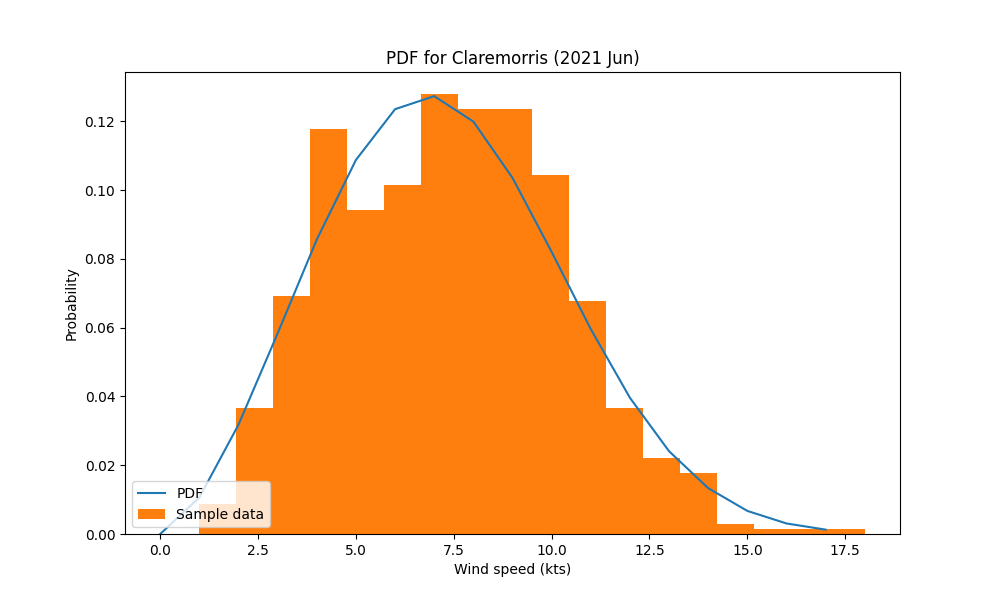 PDF for Claremorris (2021 Jun)
Probability
0.12
0.10
0.08
0.06
0.04
0.02
0.00
PDF
Sample data
0.0 2.5 5.0 7.5 10.0 12.5 15.0 17.5
Wind speed (kts)